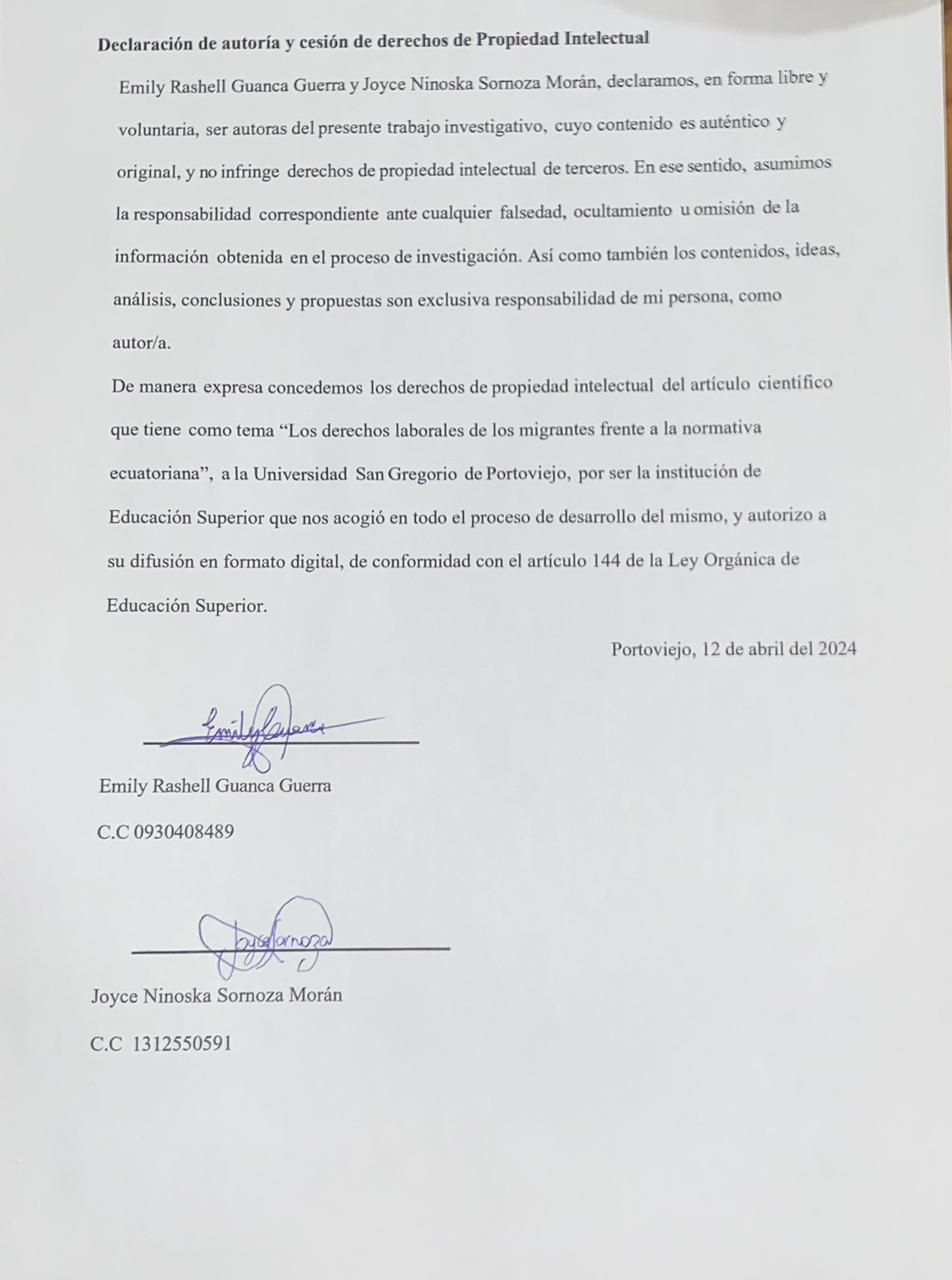 Declaración de autoría y cesión de derechos de Propiedad Intelectual
Emily Rashell Guanca Guerra y Joyce Ninoska Sornoza Morán, declaramos, en forma libre y
voluntaria, ser autoras del presente trabajo investigativo, cuyo contenido es auténtico y
original, y no infringe derechos de propiedad intelectual de terceros. En ese sentido, asumimos
la responsabilidad correspondiente ante cualquier falsedad, ocultamiento u omisión de la
información obtenida en el proceso de investigación. Así como también los contenidos, ideas,
análisis, conclusiones y propuestas son exclusiva responsabilidad de mi persona, como
autor/a.
De manera expresa concedemos los derechos de propiedad intelectual del artículo científico
que tiene como tema “Los derechos laborales de los migrantes frente a la normativa
ecuatoriana”, a la Universidad San Gregorio de Portoviejo, por ser la institución de
Educación Superior que nos acogió en todo el proceso de desarrollo del mismo, y autorizo a
su difusión en formato digital, de conformidad con el artículo 144 de la Ley Orgánica de
Educación Superior.
Portoviejo, 12 de abril del 2024
Emily
Emily Rashell Guanca Guerra
C.C 0930408489
Joyce Sornoza
Joyce Ninoska Sornoza Morán
C.C 1312550591